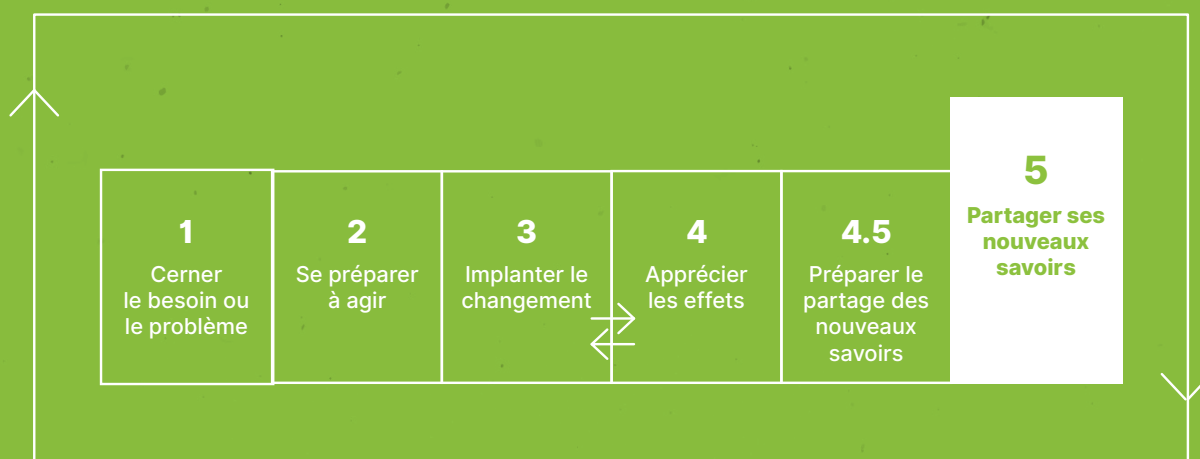 1
Cerner
le besoin ou
le problème
2
Se préparer
à agir
3
Implanter le
changement
4
Apprécier
les effets
4.5
Préparer le
partage des
nouveaux
savoirs
5
Partager ses
nouveaux
savoirs